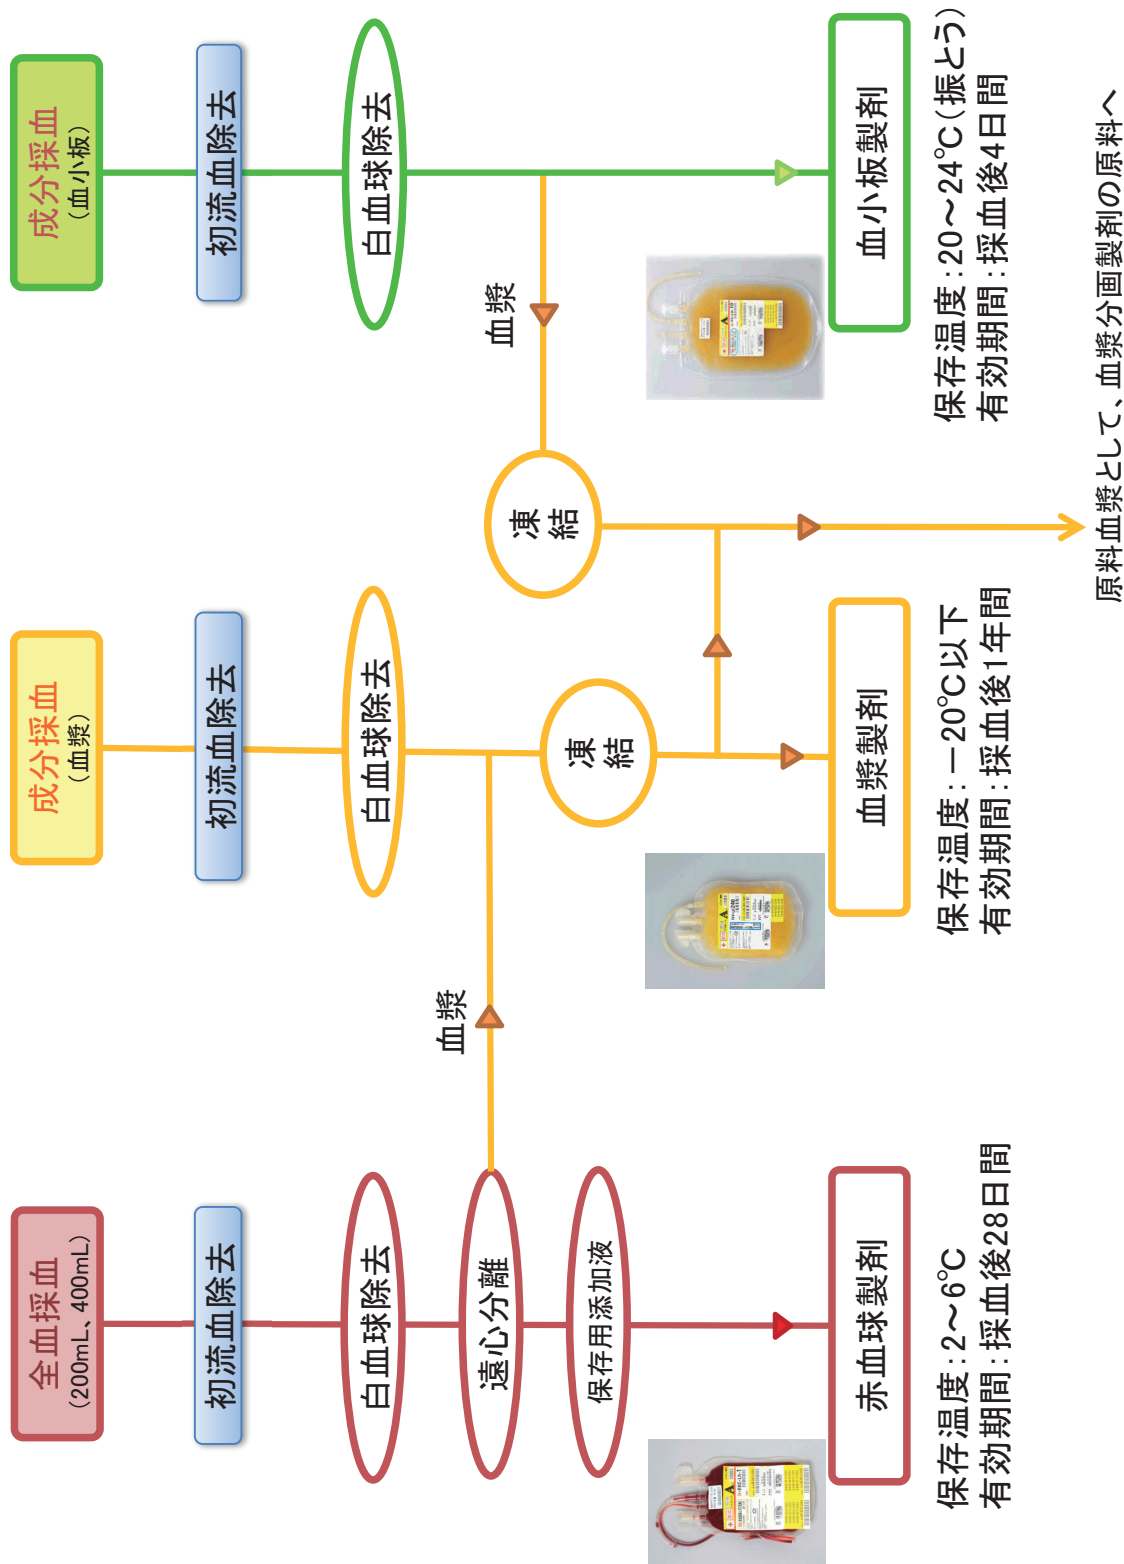 全血採血
(200mL、400mL)
初流血除去
白血球除去
遠心分離
保存用添加液
赤血球製剤
保存温度:2～6℃
有効期間:採血後28日間
血漿
成分採血
(血漿)
初流血除去
白血球除去
凍結
血漿製剤
保存温度:－20℃以下
有効期間:採血後1年間
成分採血
(血小板)
初流血除去
白血球除去
血漿
凍結
血小板製剤
保存温度:20～24℃(振とう)
有効期間:採血後4日間
原料血漿として、血漿分画製剤の原料へ